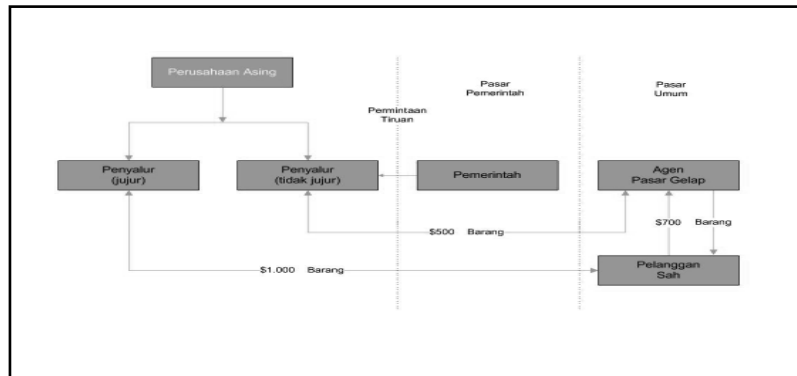 Perusahaan Asing
Pasar
Pemerintah
Pasar
Umum
Permintaan
Tiruan
Penyalur
(jujur)
Penyalur
(tidak jujur)
Pemerintah
Agen
Pasar Gelap
$500 Barang
$700 Barang
$1.000 Barang
Pelanggan
Sah